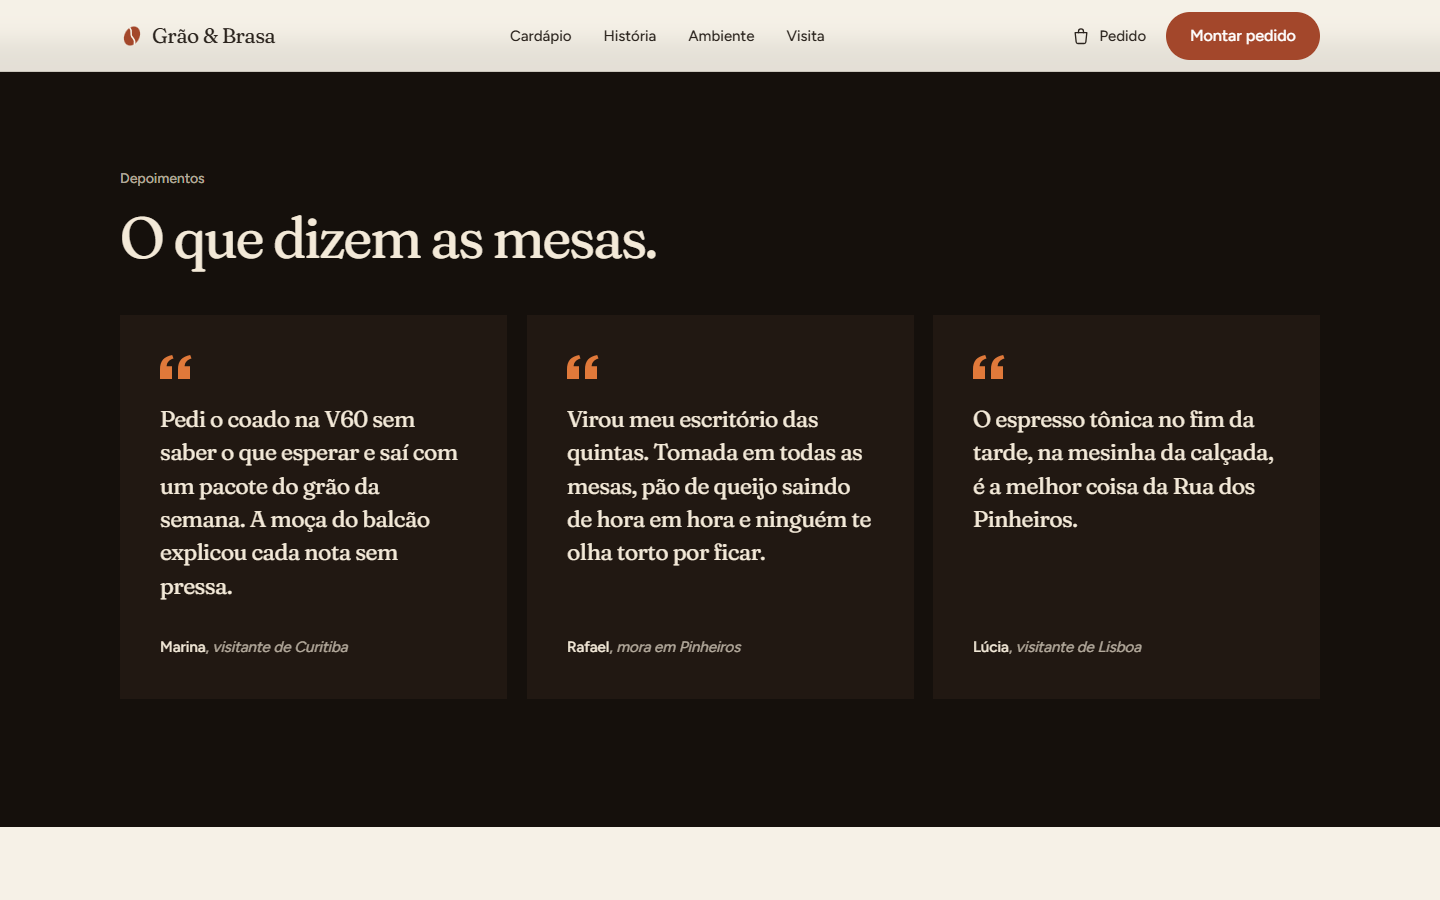 Grão & Brasa
Cardápio
História
Ambiente
Visita
Pedido
Montar pedido
Depoimentos
O que dizem as mesas.
“
Pedi o coado na V60 sem
saber o que esperar e saí com
um pacote do grão da
semana. A moça do balcão
explicou cada nota sem
pressa.
Marina, visitante de Curitiba
“
Virou meu escritório das
quintas. Tomada em todas as
mesas, pão de queijo saindo
de hora em hora e ninguém te
olha torto por ficar.
Rafael, mora em Pinheiros
“
O espresso tônica no fim da
tarde, na mesinha da calçada,
é a melhor coisa da Rua dos
Pinheiros.
Lúcia, visitante de Lisboa